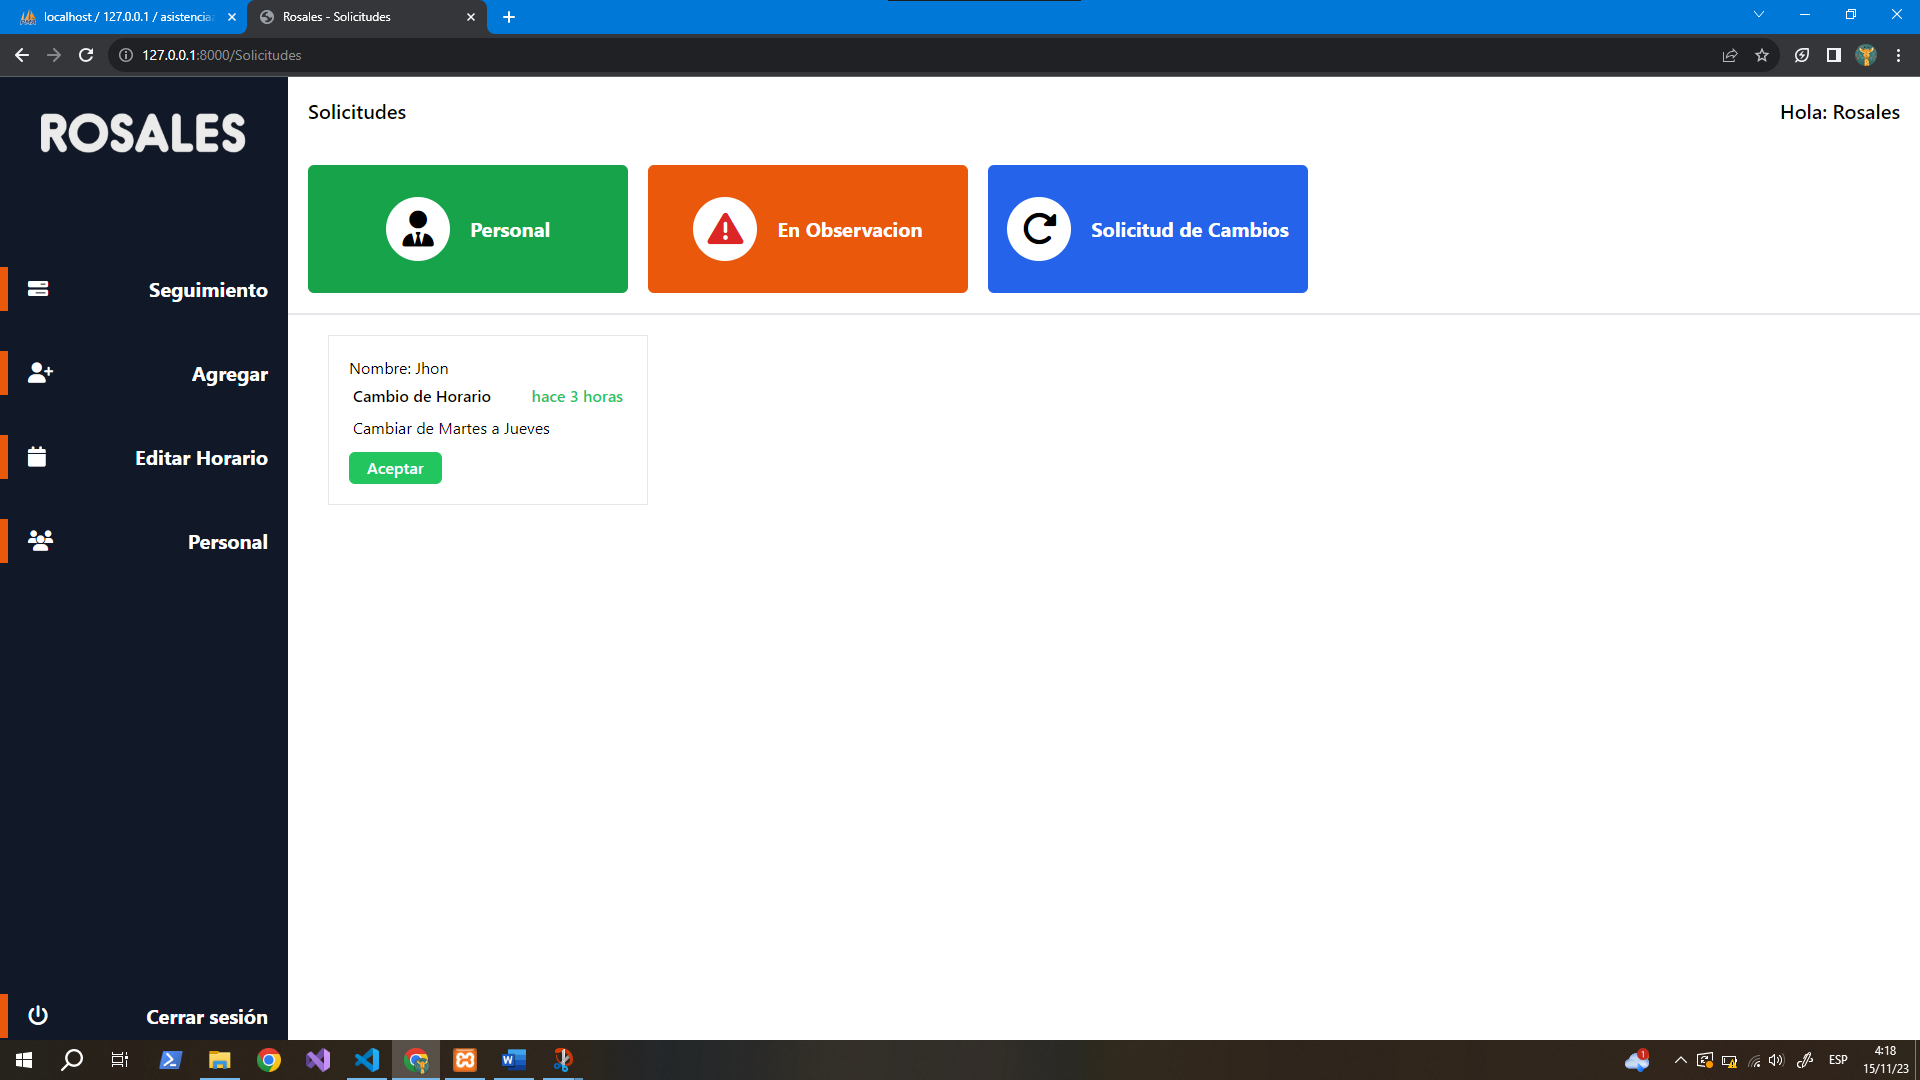 localhost / 127.0.0.1 / asistencia
Rosales - Solicitudes
127.0.0.1:8000/Solicitudes
ROSALES
Solicitudes
Hola: Rosales
Personal
En Observacion
Solicitud de Cambios
Seguimiento
Agregar
Editar Horario
Personal
Nombre: Jhon
Cambio de Horario
hace 3 horas
Cambiar de Martes a Jueves
Aceptar
Cerrar sesión
1
ESP
4:18
15/11/23